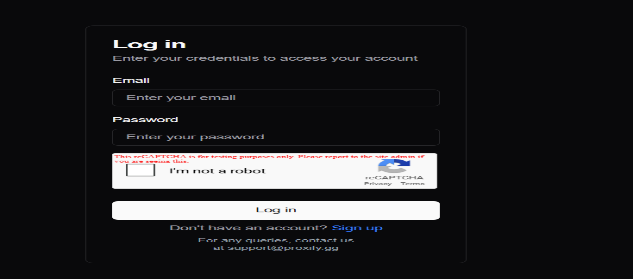 Log in
Enter your credentials to access your account
Email
Enter your email
Password
Enter your password
This reCAPTCHA is for testing purposes only. Please report to the site admin if
you are seeing this.
I'm not a robot
reCAPTCHA
Privacy - Terms
Log in
Don't have an account? Sign up
For any queries, contact us
at support@proxify.gg